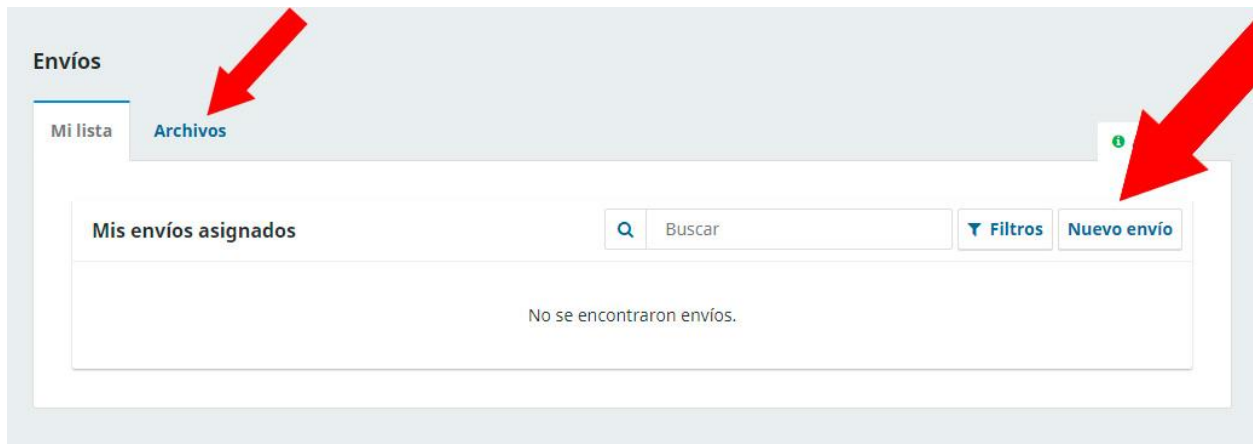 Envíos
Mi lista
Archivos
Mis envíos asignados
Buscar
Filtros
Nuevo envío
No se encontraron envíos.